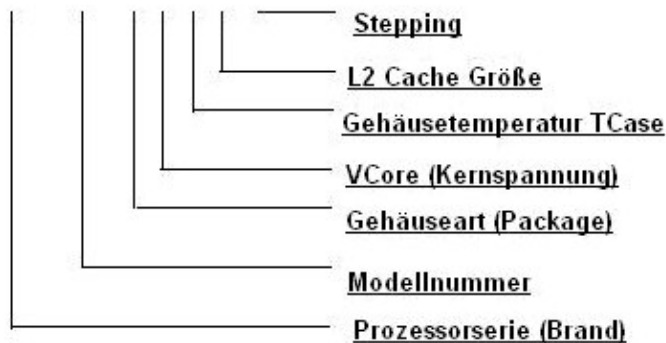 Stepping
L2 Cache Größe
Gehäusetemperatur TCase
VCore (Kernspannung)
Gehäuseart (Package)
Modellnummer
Prozessorserie (Brand)